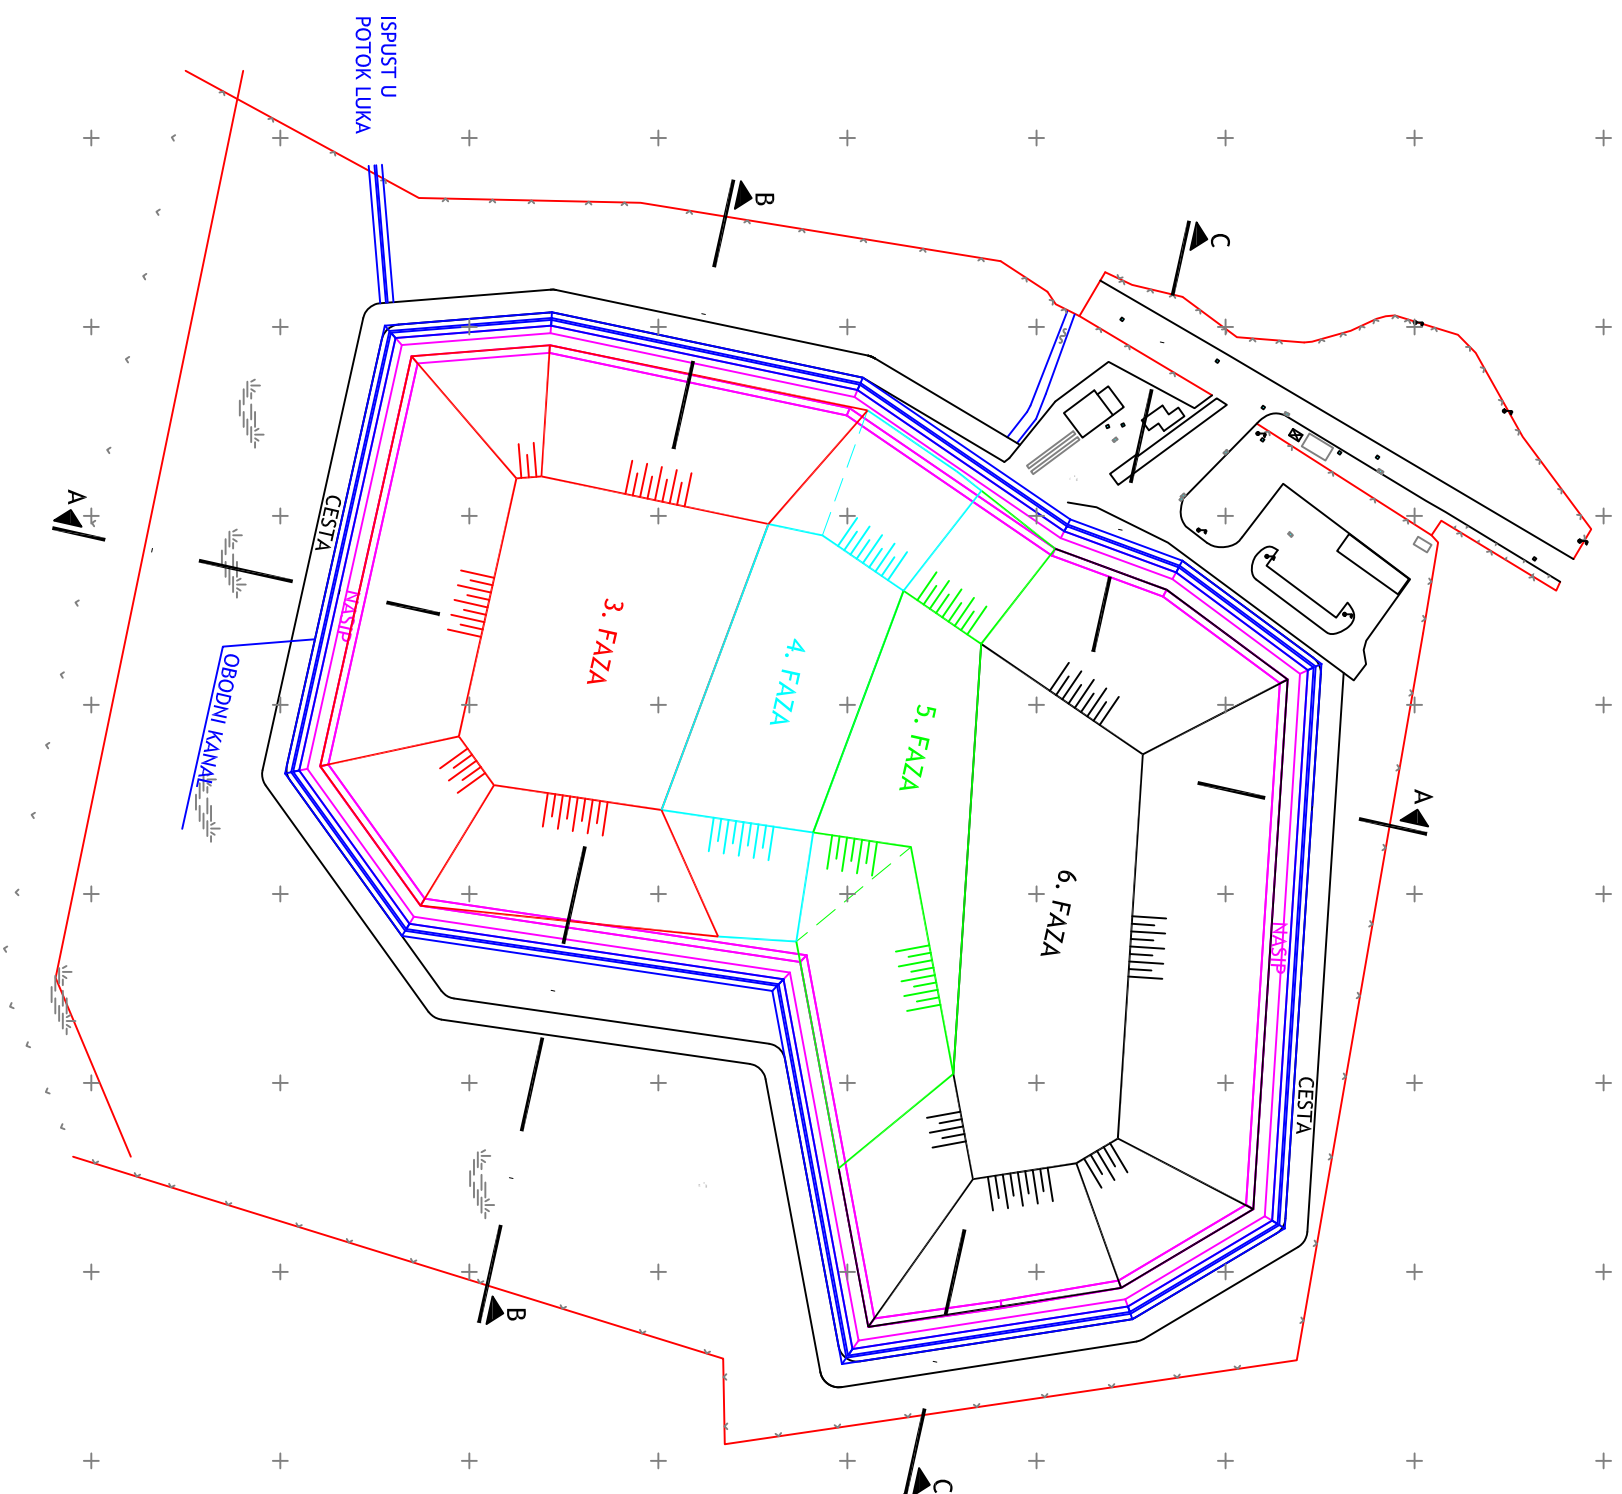 ISPUST U
POTOK LUKA
B
C
A
CESTA
NASIP
OBODNI KANAL
3. FAZA
4. FAZA
5. FAZA
6. FAZA
A
NASIP
CESTA
B
C